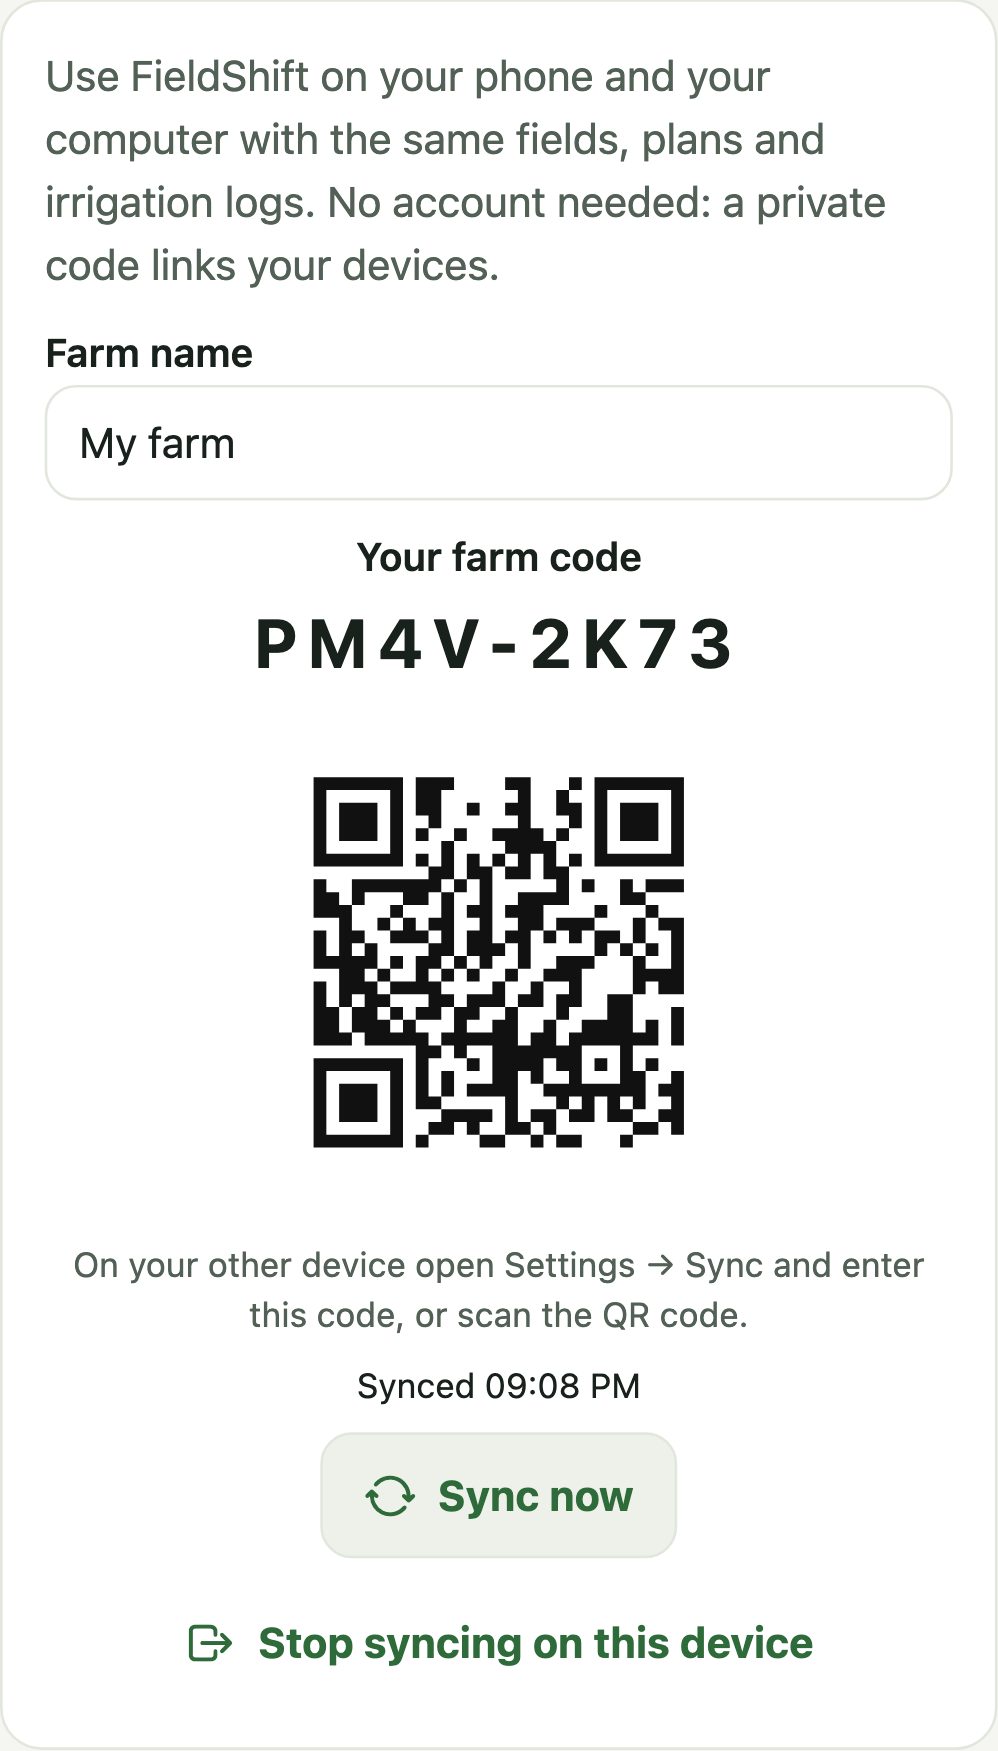 Use FieldShift on your phone and your
computer with the same fields, plans and
irrigation logs. No account needed: a private
code links your devices.
Farm name
My farm
Your farm code
PM4V-2K73
On your other device open Settings → Sync and enter
this code, or scan the QR code.
Synced 09:08 PM
Sync now
Stop syncing on this device